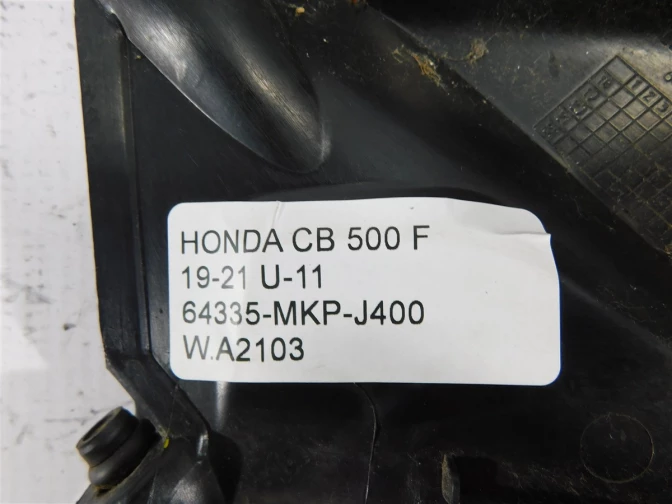 HONDA CB 500 F
19-21 U-11
64335-MKP-J400
W.A2103